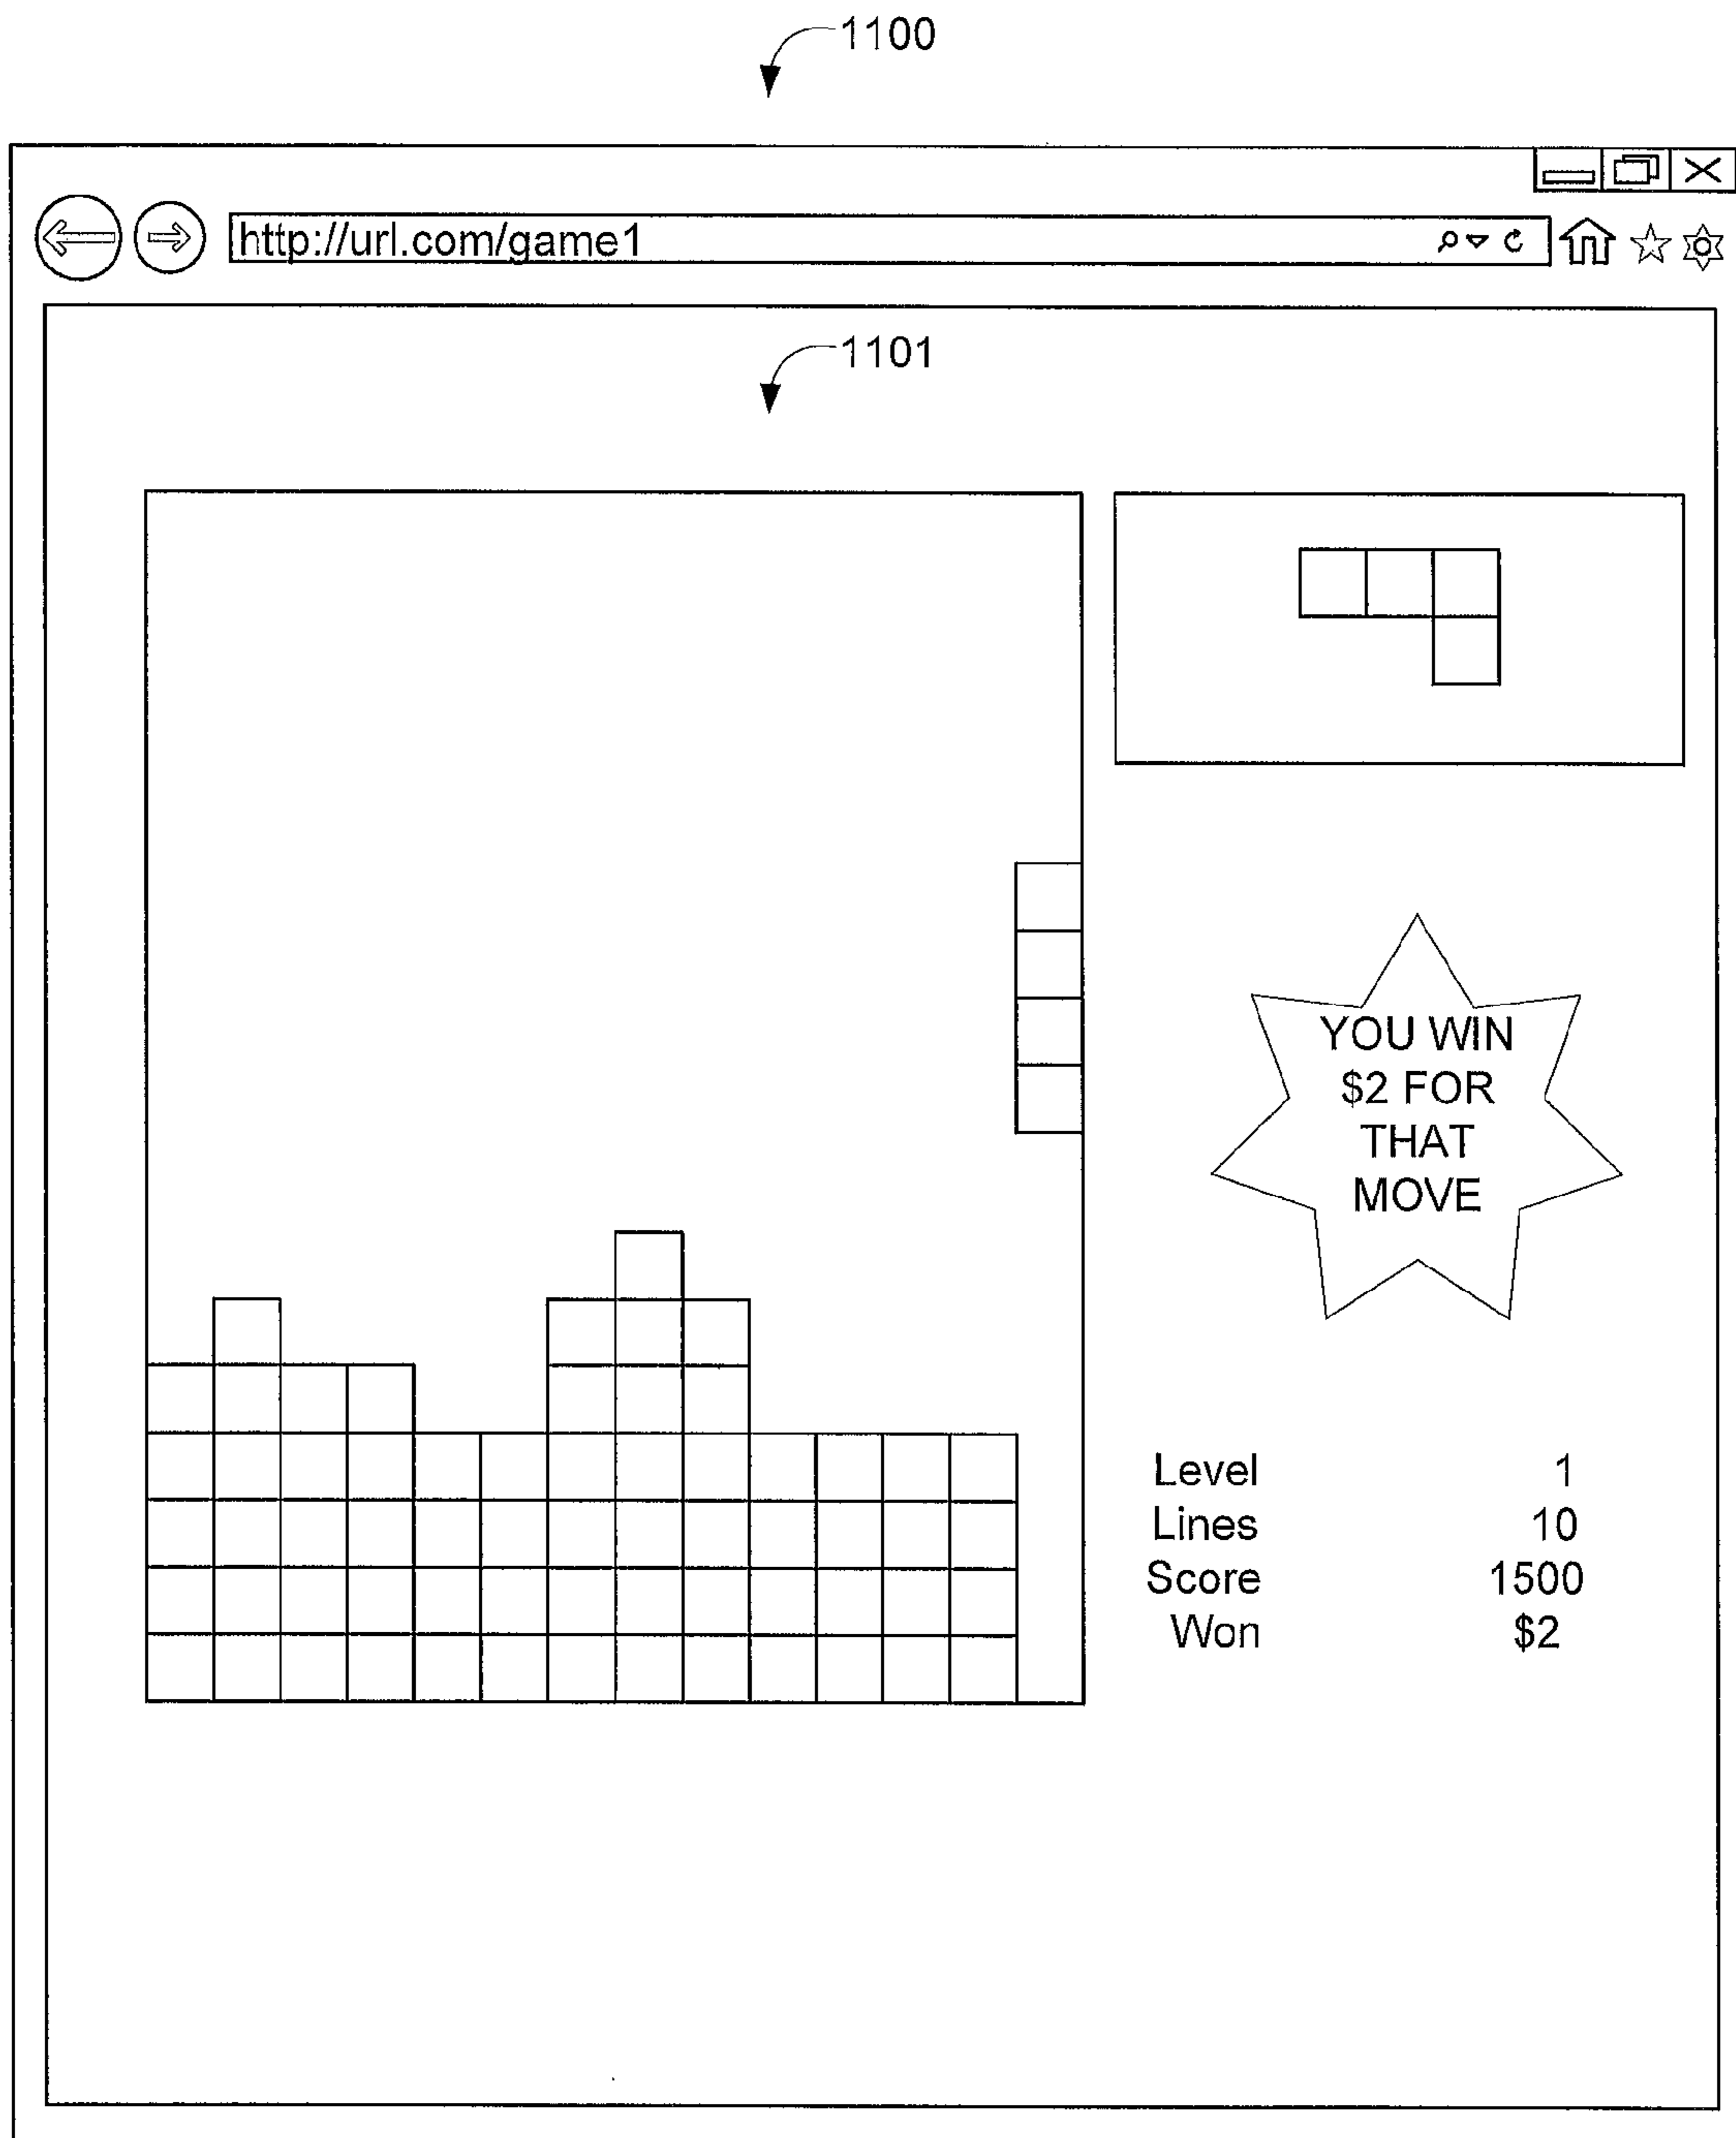 1100
http://url.com/game1
1101
YOU WIN
$2 FOR
THAT
MOVE
Level 1
Lines 10
Score 1500
Won $2